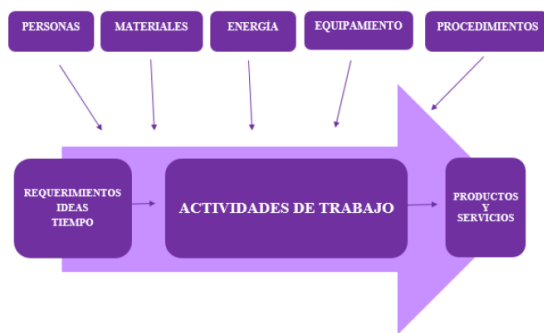 PERSONAS
MATERIALES
ENERGÍA
EQUIPAMIENTO
PROCEDIMIENTOS
REQUERIMIENTOS
IDEAS
TIEMPO
ACTIVIDADES DE TRABAJO
PRODUCTOS
Y
SERVICIOS